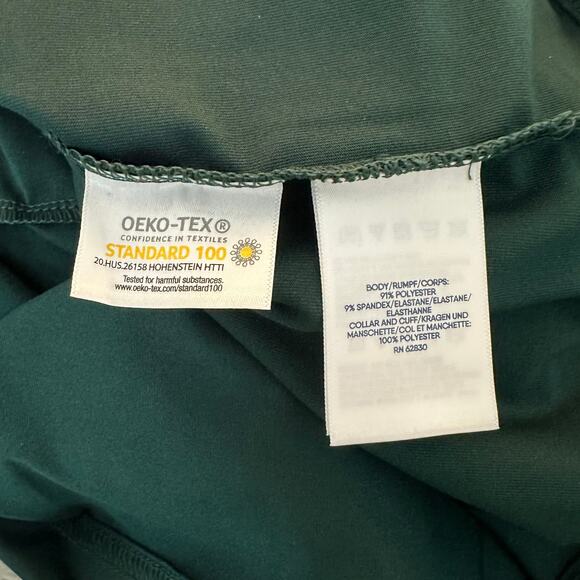 OEKO-TEX®
CONFIDENCE IN TEXTILES
STANDARD 100
20.HUS.26158 HOHENSTEIN HTTI
Tested for harmful substances.
www.oeko-tex.com/standard100
BODY/RUMPF/CORPS:
91% POLYESTER
9% SPANDEX/ELASTANE/ELASTANE/
ELASTHANNE
COLLAR AND CUFF/KRAGEN UND
MANSCHETTE/COL ET MANCHETTE:
100% POLYESTER
RN 62830